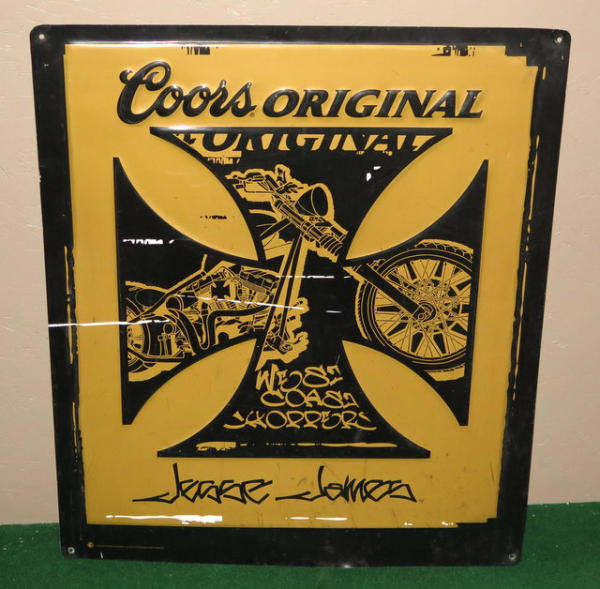 Coors ORIGINAL
ORIGINAL
WEST
COAST
CHOPPERS
Jesse James